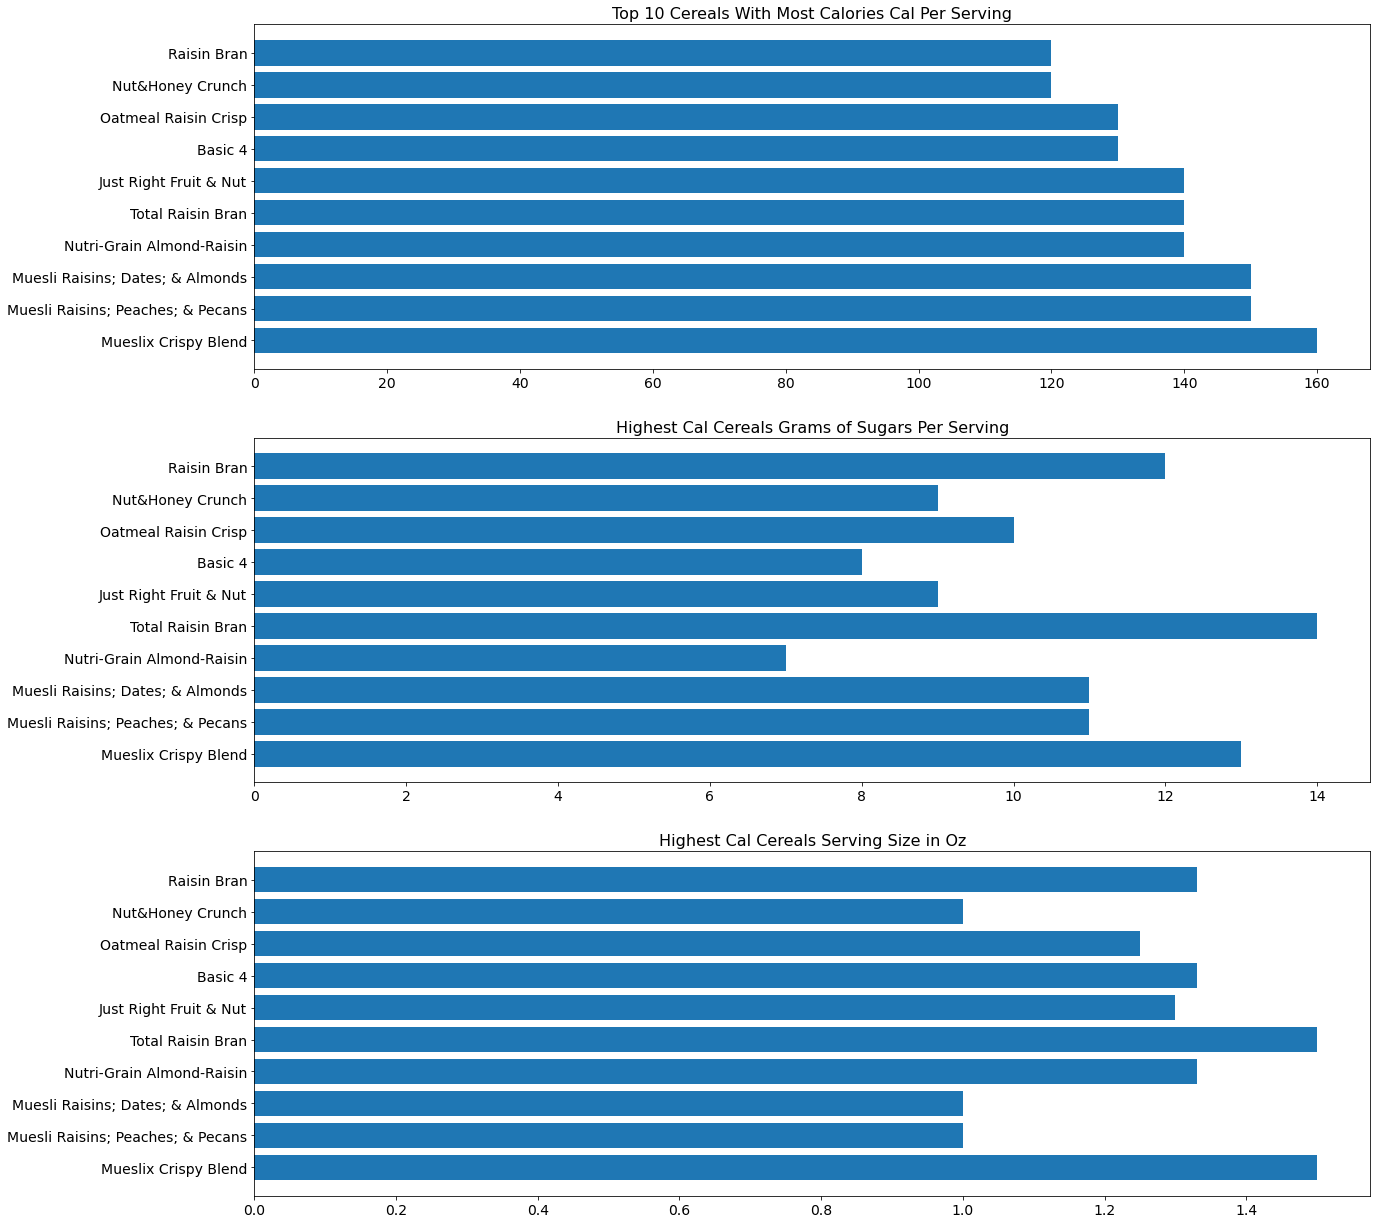 Top 10 Cereals With Most Calories Cal Per Serving
Raisin Bran
Nut&Honey Crunch
Oatmeal Raisin Crisp
Basic 4
Just Right Fruit & Nut
Total Raisin Bran
Nutri-Grain Almond-Raisin
Muesli Raisins; Dates; & Almonds
Muesli Raisins; Peaches; & Pecans
Mueslix Crispy Blend
0 20 40 60 80 100 120 140 160
Highest Cal Cereals Grams of Sugars Per Serving
Raisin Bran
Nut&Honey Crunch
Oatmeal Raisin Crisp
Basic 4
Just Right Fruit & Nut
Total Raisin Bran
Nutri-Grain Almond-Raisin
Muesli Raisins; Dates; & Almonds
Muesli Raisins; Peaches; & Pecans
Mueslix Crispy Blend
0 2 4 6 8 10 12 14
Highest Cal Cereals Serving Size in Oz
Raisin Bran
Nut&Honey Crunch
Oatmeal Raisin Crisp
Basic 4
Just Right Fruit & Nut
Total Raisin Bran
Nutri-Grain Almond-Raisin
Muesli Raisins; Dates; & Almonds
Muesli Raisins; Peaches; & Pecans
Mueslix Crispy Blend
0.0 0.2 0.4 0.6 0.8 1.0 1.2 1.4